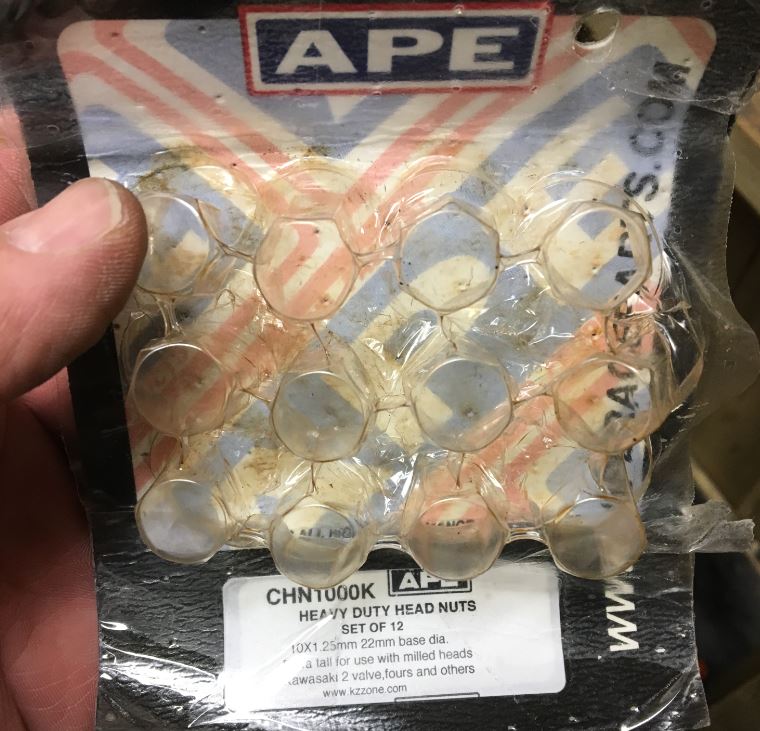 APE
CHN1000K APE
HEAVY DUTY HEAD NUTS
SET OF 12
10X1.25mm 22mm base dia.
tall for use with milled heads
Kawasaki 2 valve,fours and others
www.kzzone.com